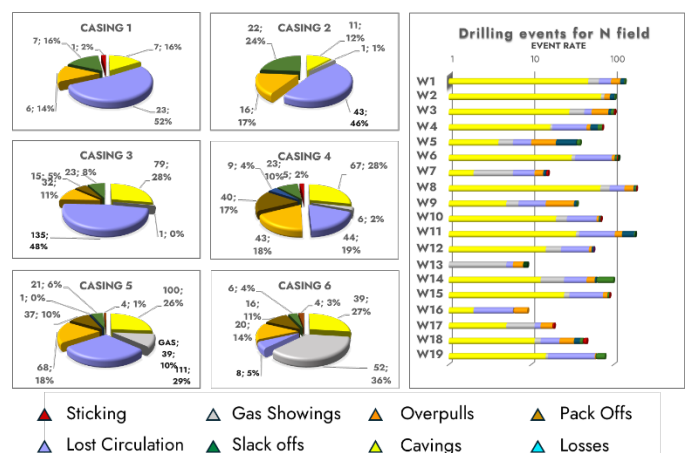 CASING 1
7; 16%
1; 2%
7; 16%
6; 14%
23;
52%
CASING 2
22;
24%
11;
12%
1; 1%
16;
17%
43;
46%
CASING 3
15; 5%
23; 8%
79;
28%
32;
11%
1; 0%
135;
48%
CASING 4
9; 4%
23;
10%
5; 2%
67; 28%
40;
17%
6; 2%
43;
18%
44;
19%
CASING 5
21; 6%
4; 1%
100;
26%
1; 0%
37; 10%
GAS;
39;
10%
68;
18%
111;
29%
CASING 6
6; 4%
4; 3%
39;
27%
16;
11%
20;
14%
8; 5%
52;
36%
Drilling events for N field
EVENT RATE
1 10 100
W1
W2
W3
W4
W5
W6
W7
W8
W9
W10
W11
W12
W13
W14
W15
W16
W17
W18
W19
Sticking Gas Showings Overpulls Pack Offs
Lost Circulation Slack offs Cavings Losses